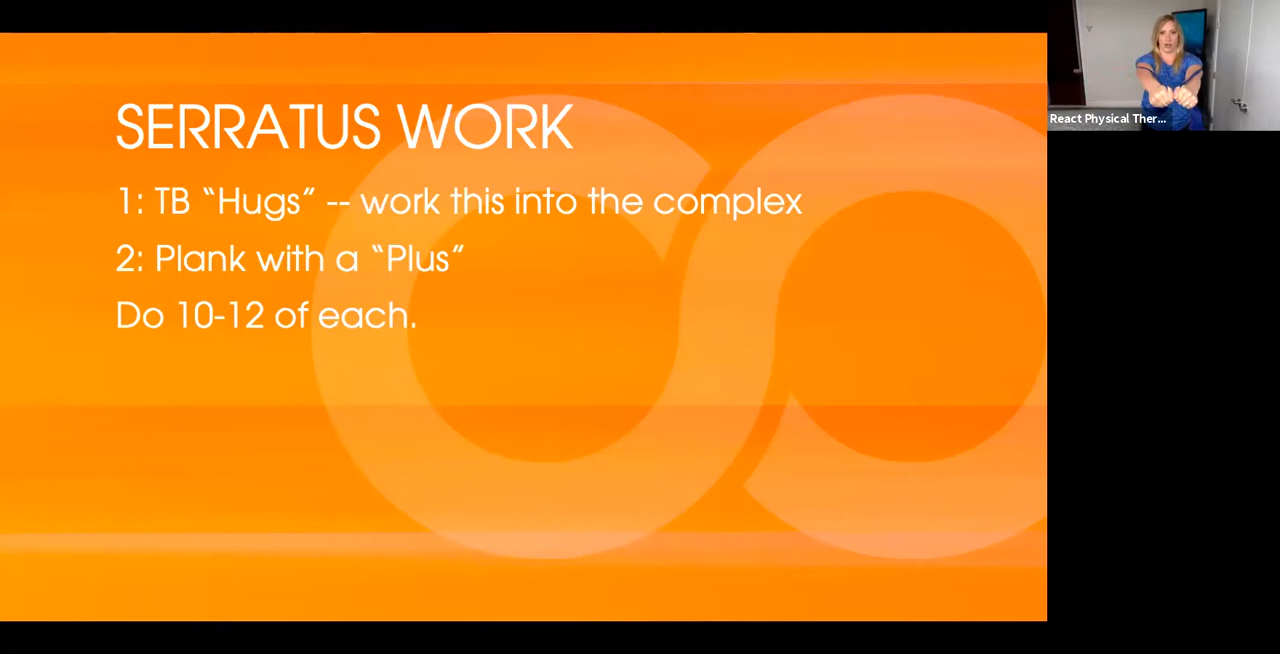 SERRATUS WORK
1: TB “Hugs” -- work this into the complex
2: Plank with a “Plus”
Do 10-12 of each.
React Physical Ther...